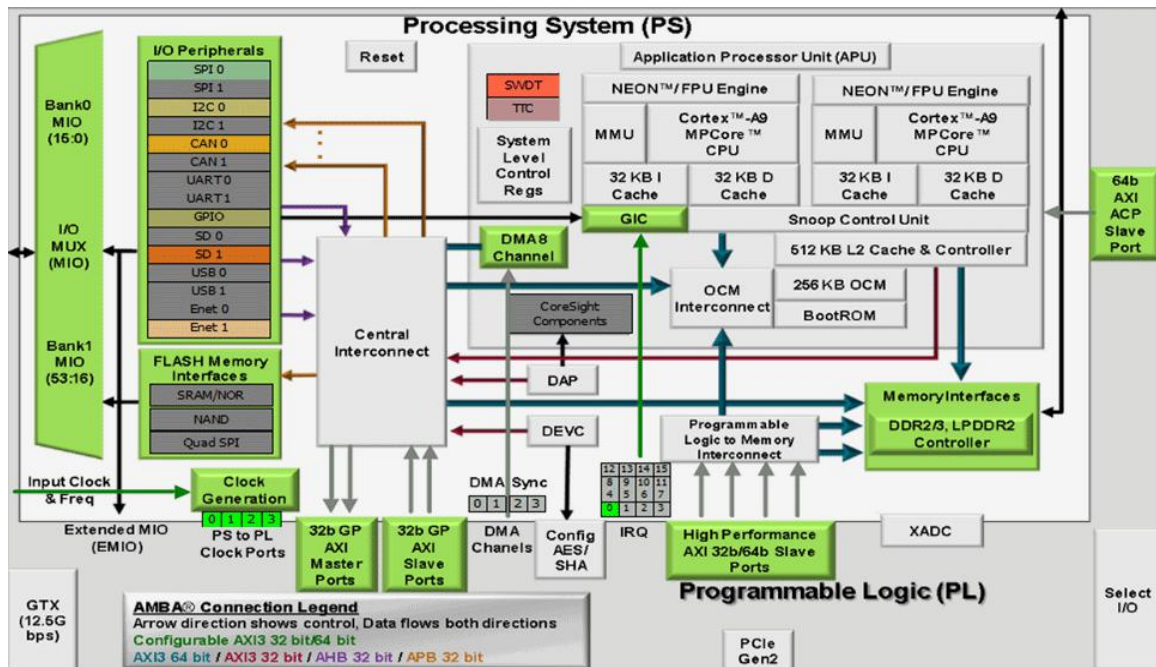 Processing System (PS)
I/O Peripherals
SPI 0
SPI 1
I2C 0
I2C 1
CAN 0
CAN 1
UART 0
UART 1
GPIO
SD 0
SD 1
USB 0
USB 1
Enet 0
Enet 1
Bank0
MIO
(15:0)
I/O
MUX
(MIO)
Bank1
MIO
(53:16)
FLASH Memory
Interfaces
SRAM/NOR
NAND
Quad SPI
Input Clock
& Freq
Clock
Generation
0 1 2 3
PS to PL
Clock Ports
Extended MIO
(EMIO)
Reset
SWDT
TTC
System
Level
Control
Regs
Application Processor Unit (APU)
NEON™/ FPU Engine
MMU
Cortex™-A9
MPCore™
CPU
32 KB I
Cache
32 KB D
Cache
NEON™/ FPU Engine
MMU
Cortex™-A9
MPCore™
CPU
32 KB I
Cache
32 KB D
Cache
GIC
Snoop Control Unit
DMA8
Channel
512 KB L2 Cache & Controller
OCM
Interconnect
256 KB OCM
BootROM
CoreSight
Components
Central
Interconnect
DAP
DEVC
Programmable
Logic to Memory
Interconnect
Memory Interfaces
DDR2/3, LPDDR2
Controller
64b
AXI
ACP
Slave
Port
DMA Sync
0 1 2 3
DMA
Channels
Config
AES/
SHA
12 13 14 15
8 9 10 11
4 5 6 7
0 1 2 3
IRQ
32b GP
AXI
Master
Ports
32b GP
AXI
Slave
Ports
High Performance
AXI 32b/64b Slave
Ports
XADC
Programmable Logic (PL)
GTX
(12.5G
bps)
AMBA® Connection Legend
Arrow direction shows control, Data flows both directions
Configurable AXI3 32 bit/64 bit
AXI3 64 bit / AXI3 32 bit / AHB 32 bit / APB 32 bit
PCIe
Gen2
Select
I/O